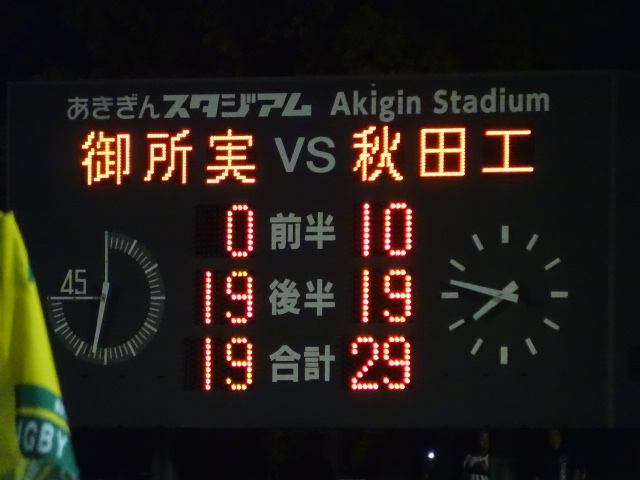 あきぎんスタジアム Akigin Stadium
御所実 VS 秋田工
0 前半 10
45
19 後半 19
19 合計 29
UGBY